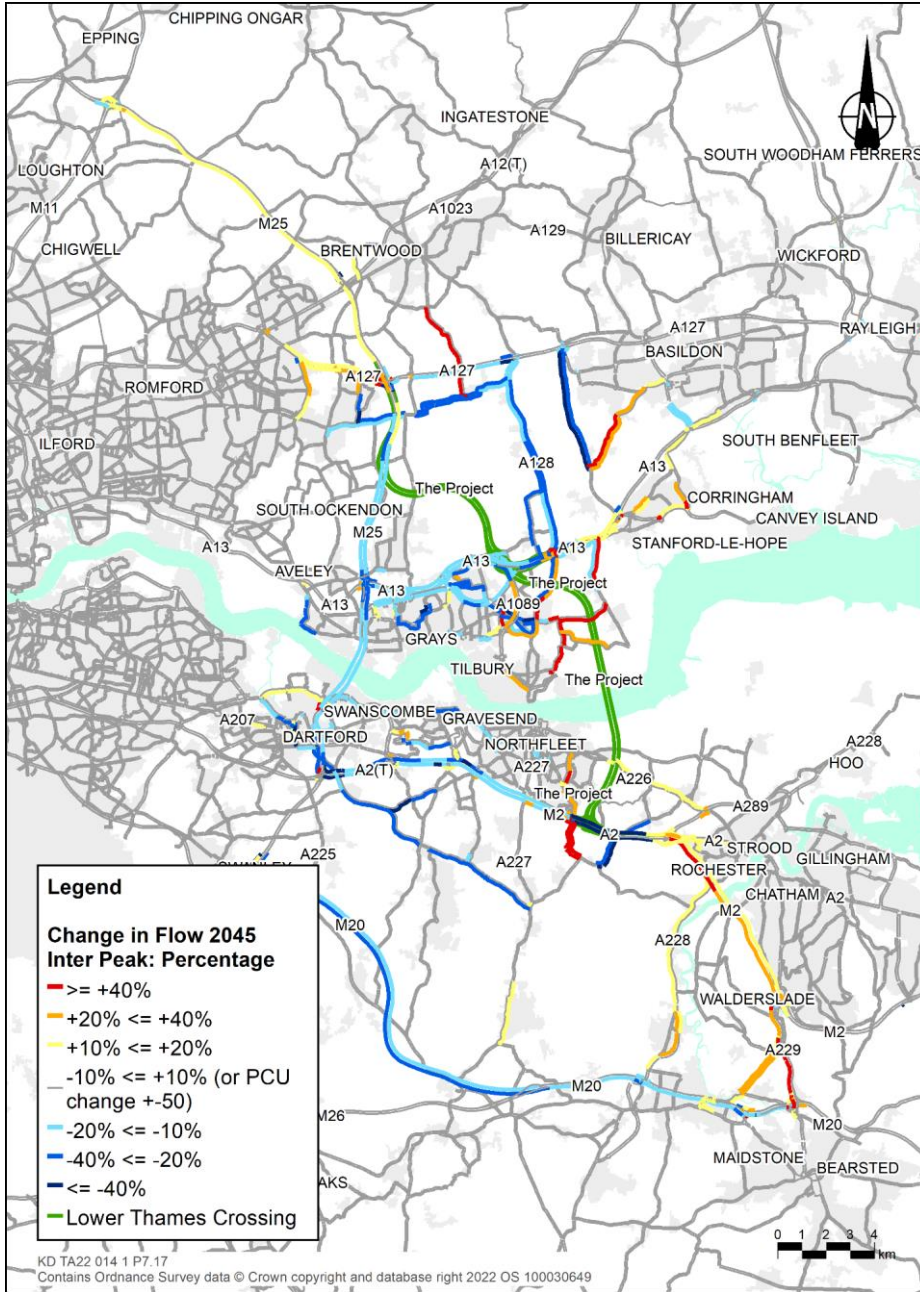 CHIPPING ONGAR
EPPING
INGATESTONE
N
LOUGHTON
A12(T)
SOUTH WOODHAM FERRERS
M11
A1023
CHIGWELL
M25
A129
BILLERICAY
BRENTWOOD
WICKFORD
A127
RAYLEIGH
BASILDON
ROMFORD
A127
A127
ILFORD
SOUTH BENFLEET
A128
A13
The Project
CORRINGHAM
SOUTH OCKENDON
CANVEY ISLAND
M25
STANFORD-LE-HOPE
A13
A13
AVELEY
A13
A13
The Project
A13
A1089
GRAYS
TILBURY
The Project
SWANSCOMBE
GRAVESEND
A207
DARTFORD
NORTHFLEET
A228
HOO
A2(T)
A227
A226
The Project
A289
M2
A2
A2
STROOD
GILLINGHAM
A225
A227
ROCHESTER
CHATHAM
A2
SWANLEY
M2
M20
A228
WALDERSLADE
M2
A229
M20
M26
M20
MAIDSTONE
BEARSTED
AKS
Legend
Change in Flow 2045
Inter Peak: Percentage
>= +40%
+20% <= +40%
+10% <= +20%
-10% <= +10% (or PCU
change +-50)
-20% <= -10%
-40% <= -20%
<= -40%
Lower Thames Crossing
0 1 2 3 4
km
KD TA22 014 1 P7.17
Contains Ordnance Survey data © Crown copyright and database right 2022 OS 100030649